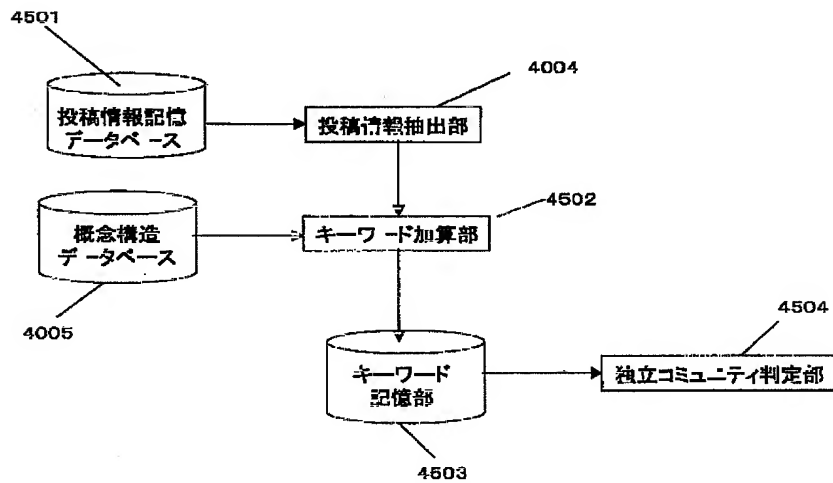 4501
4004
投稿情報記憶
データベース
投稿情報抽出部
4502
概念構造
データベース
キーワード加算部
4005
4504
キーワード
記憶部
独立コミュニティ判定部
4503